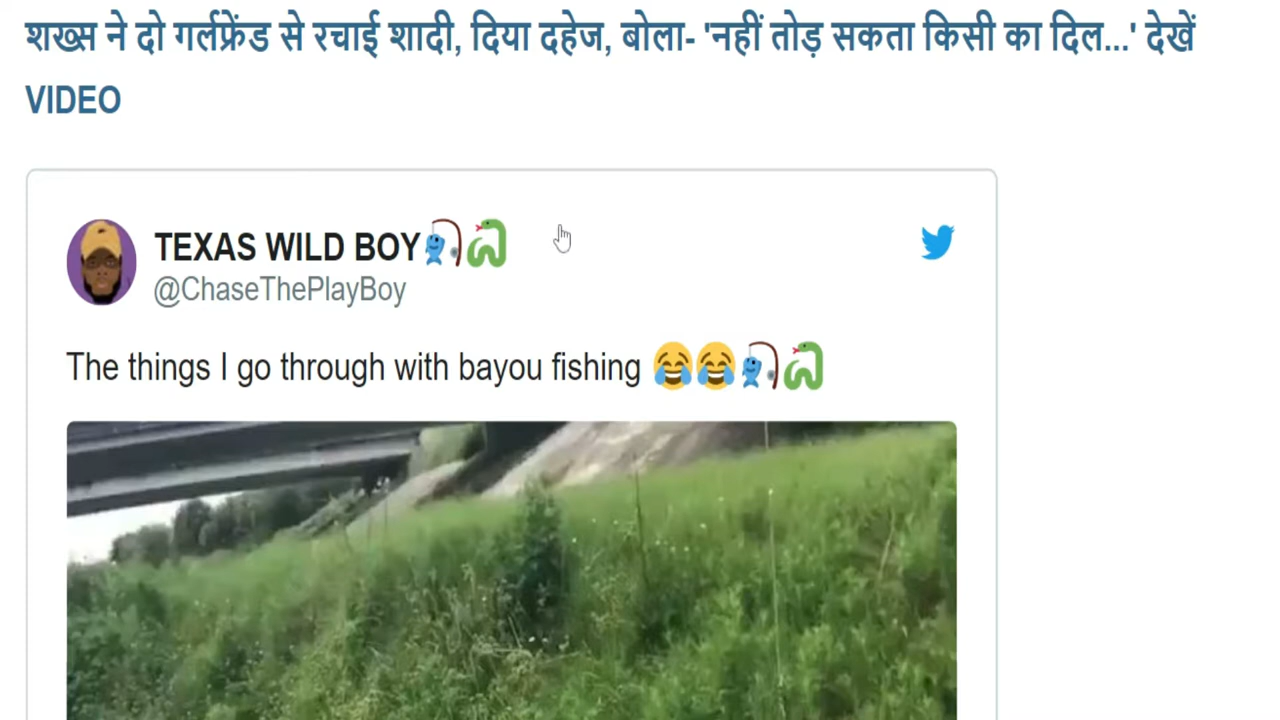 शख्स ने दो गर्लफ्रेंड से रचाई शादी, दिया दहेज, बोला- 'नहीं तोड़ सकता किसी का दिल...' देखें
VIDEO
TEXAS WILD BOY🎣🐍
@ChaseThePlayBoy
The things I go through with bayou fishing 😂😂🎣🐍